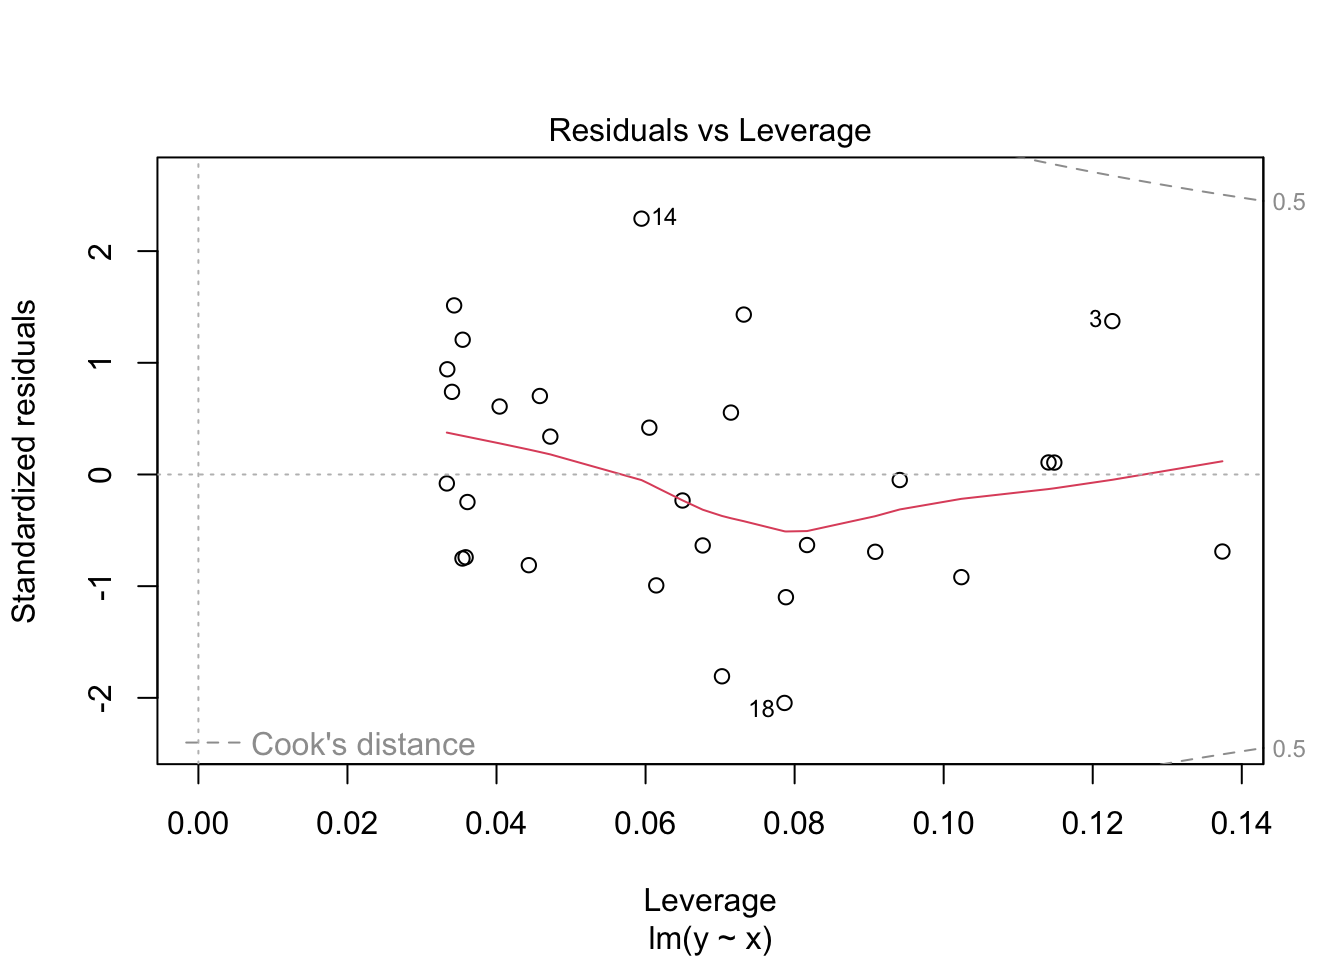 Residuals vs Leverage
Standardized residuals
2
1
0
-1
-2
14
3
18
0.5
0.5
Cook's distance
0.00 0.02 0.04 0.06 0.08 0.10 0.12 0.14
Leverage
lm(y ~ x)